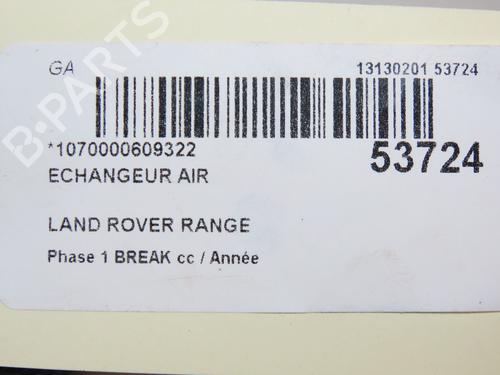 GA 13130201 53724
*1070000609322 53724
ECHANGEUR AIR
LAND ROVER RANGE
Phase 1 BREAK cc / Année
B-PARTS